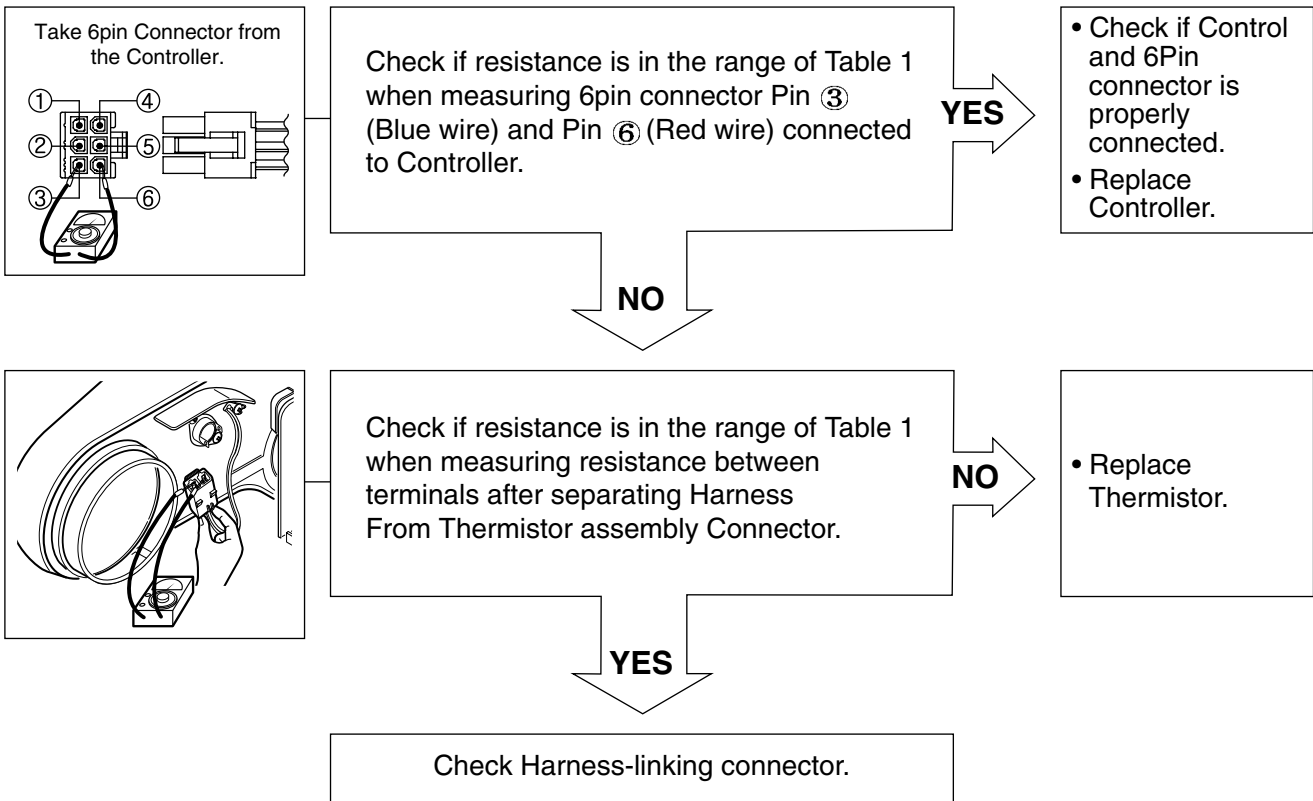 Take 6pin Connector from
the Controller.
①
④
②
⑤
③
⑥
Check if resistance is in the range of Table 1
when measuring 6pin connector Pin ③
(Blue wire) and Pin ⑥ (Red wire) connected
to Controller.
YES
• Check if Control
and 6Pin
connector is
properly
connected.
• Replace
Controller.
NO
Check if resistance is in the range of Table 1
when measuring resistance between
terminals after separating Harness
From Thermistor assembly Connector.
NO
• Replace
Thermistor.
YES
Check Harness-linking connector.